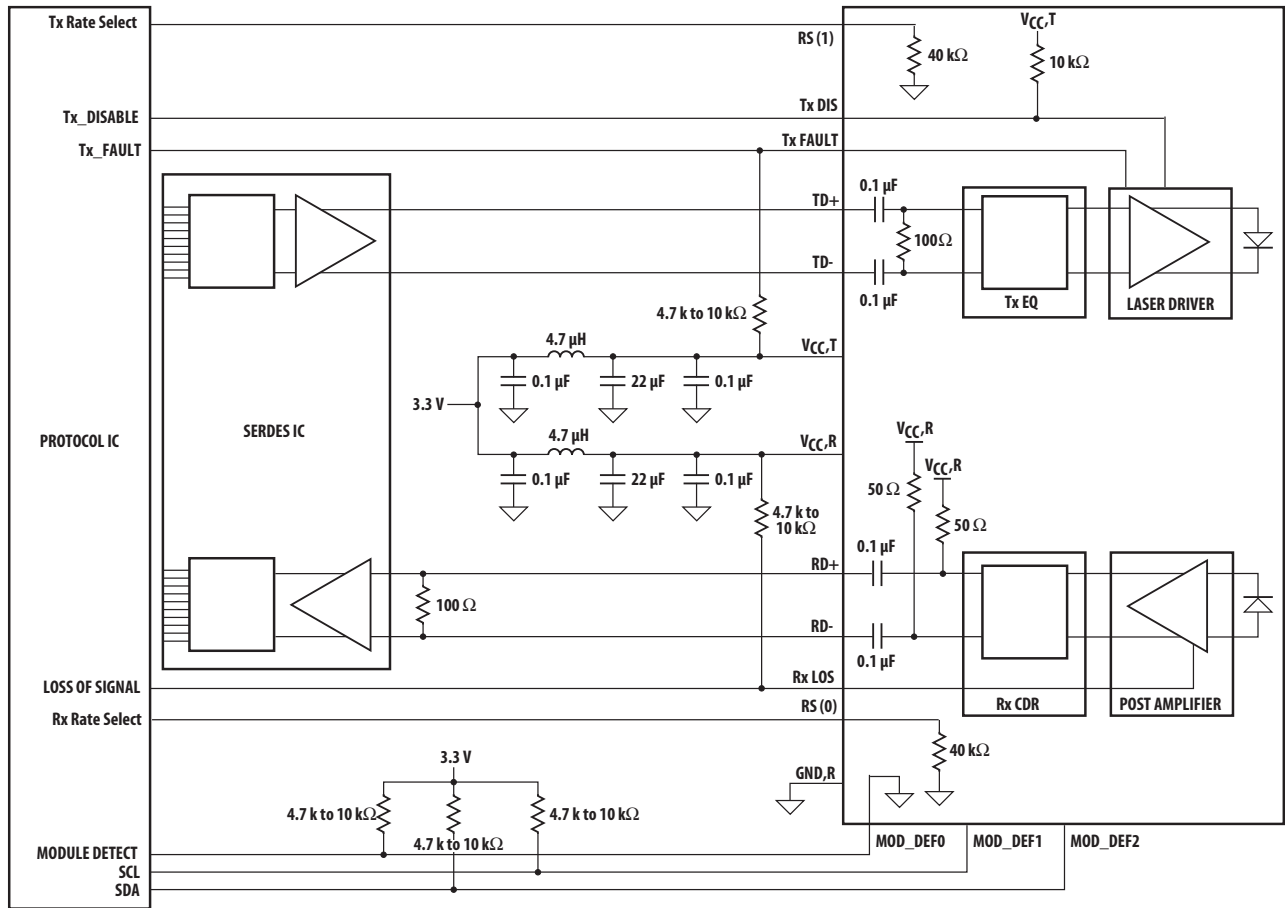 Tx Rate Select
RS (1)
40 kΩ
VCC,T
10 kΩ
Tx_DISABLE
Tx DIS
Tx_FAULT
Tx FAULT
0.1 µF
TD+
100Ω
TD-
0.1 µF
Tx EQ
LASER DRIVER
4.7 k to 10 kΩ
4.7 µH
VCC,T
0.1 µF
22 µF
0.1 µF
3.3 V
PROTOCOL IC
SERDES IC
4.7 µH
VCC,R
0.1 µF
22 µF
0.1 µF
4.7 k to
10 kΩ
VCC,R
VCC,R
50 Ω
50 Ω
0.1 µF
RD+
100 Ω
RD-
0.1 µF
Rx CDR
POST AMPLIFIER
LOSS OF SIGNAL
Rx LOS
Rx Rate Select
RS (0)
40 kΩ
3.3 V
GND,R
4.7 k to 10 kΩ
4.7 k to 10 kΩ
4.7 k to 10 kΩ
MODULE DETECT
MOD_DEF0
MOD_DEF1
MOD_DEF2
SCL
SDA